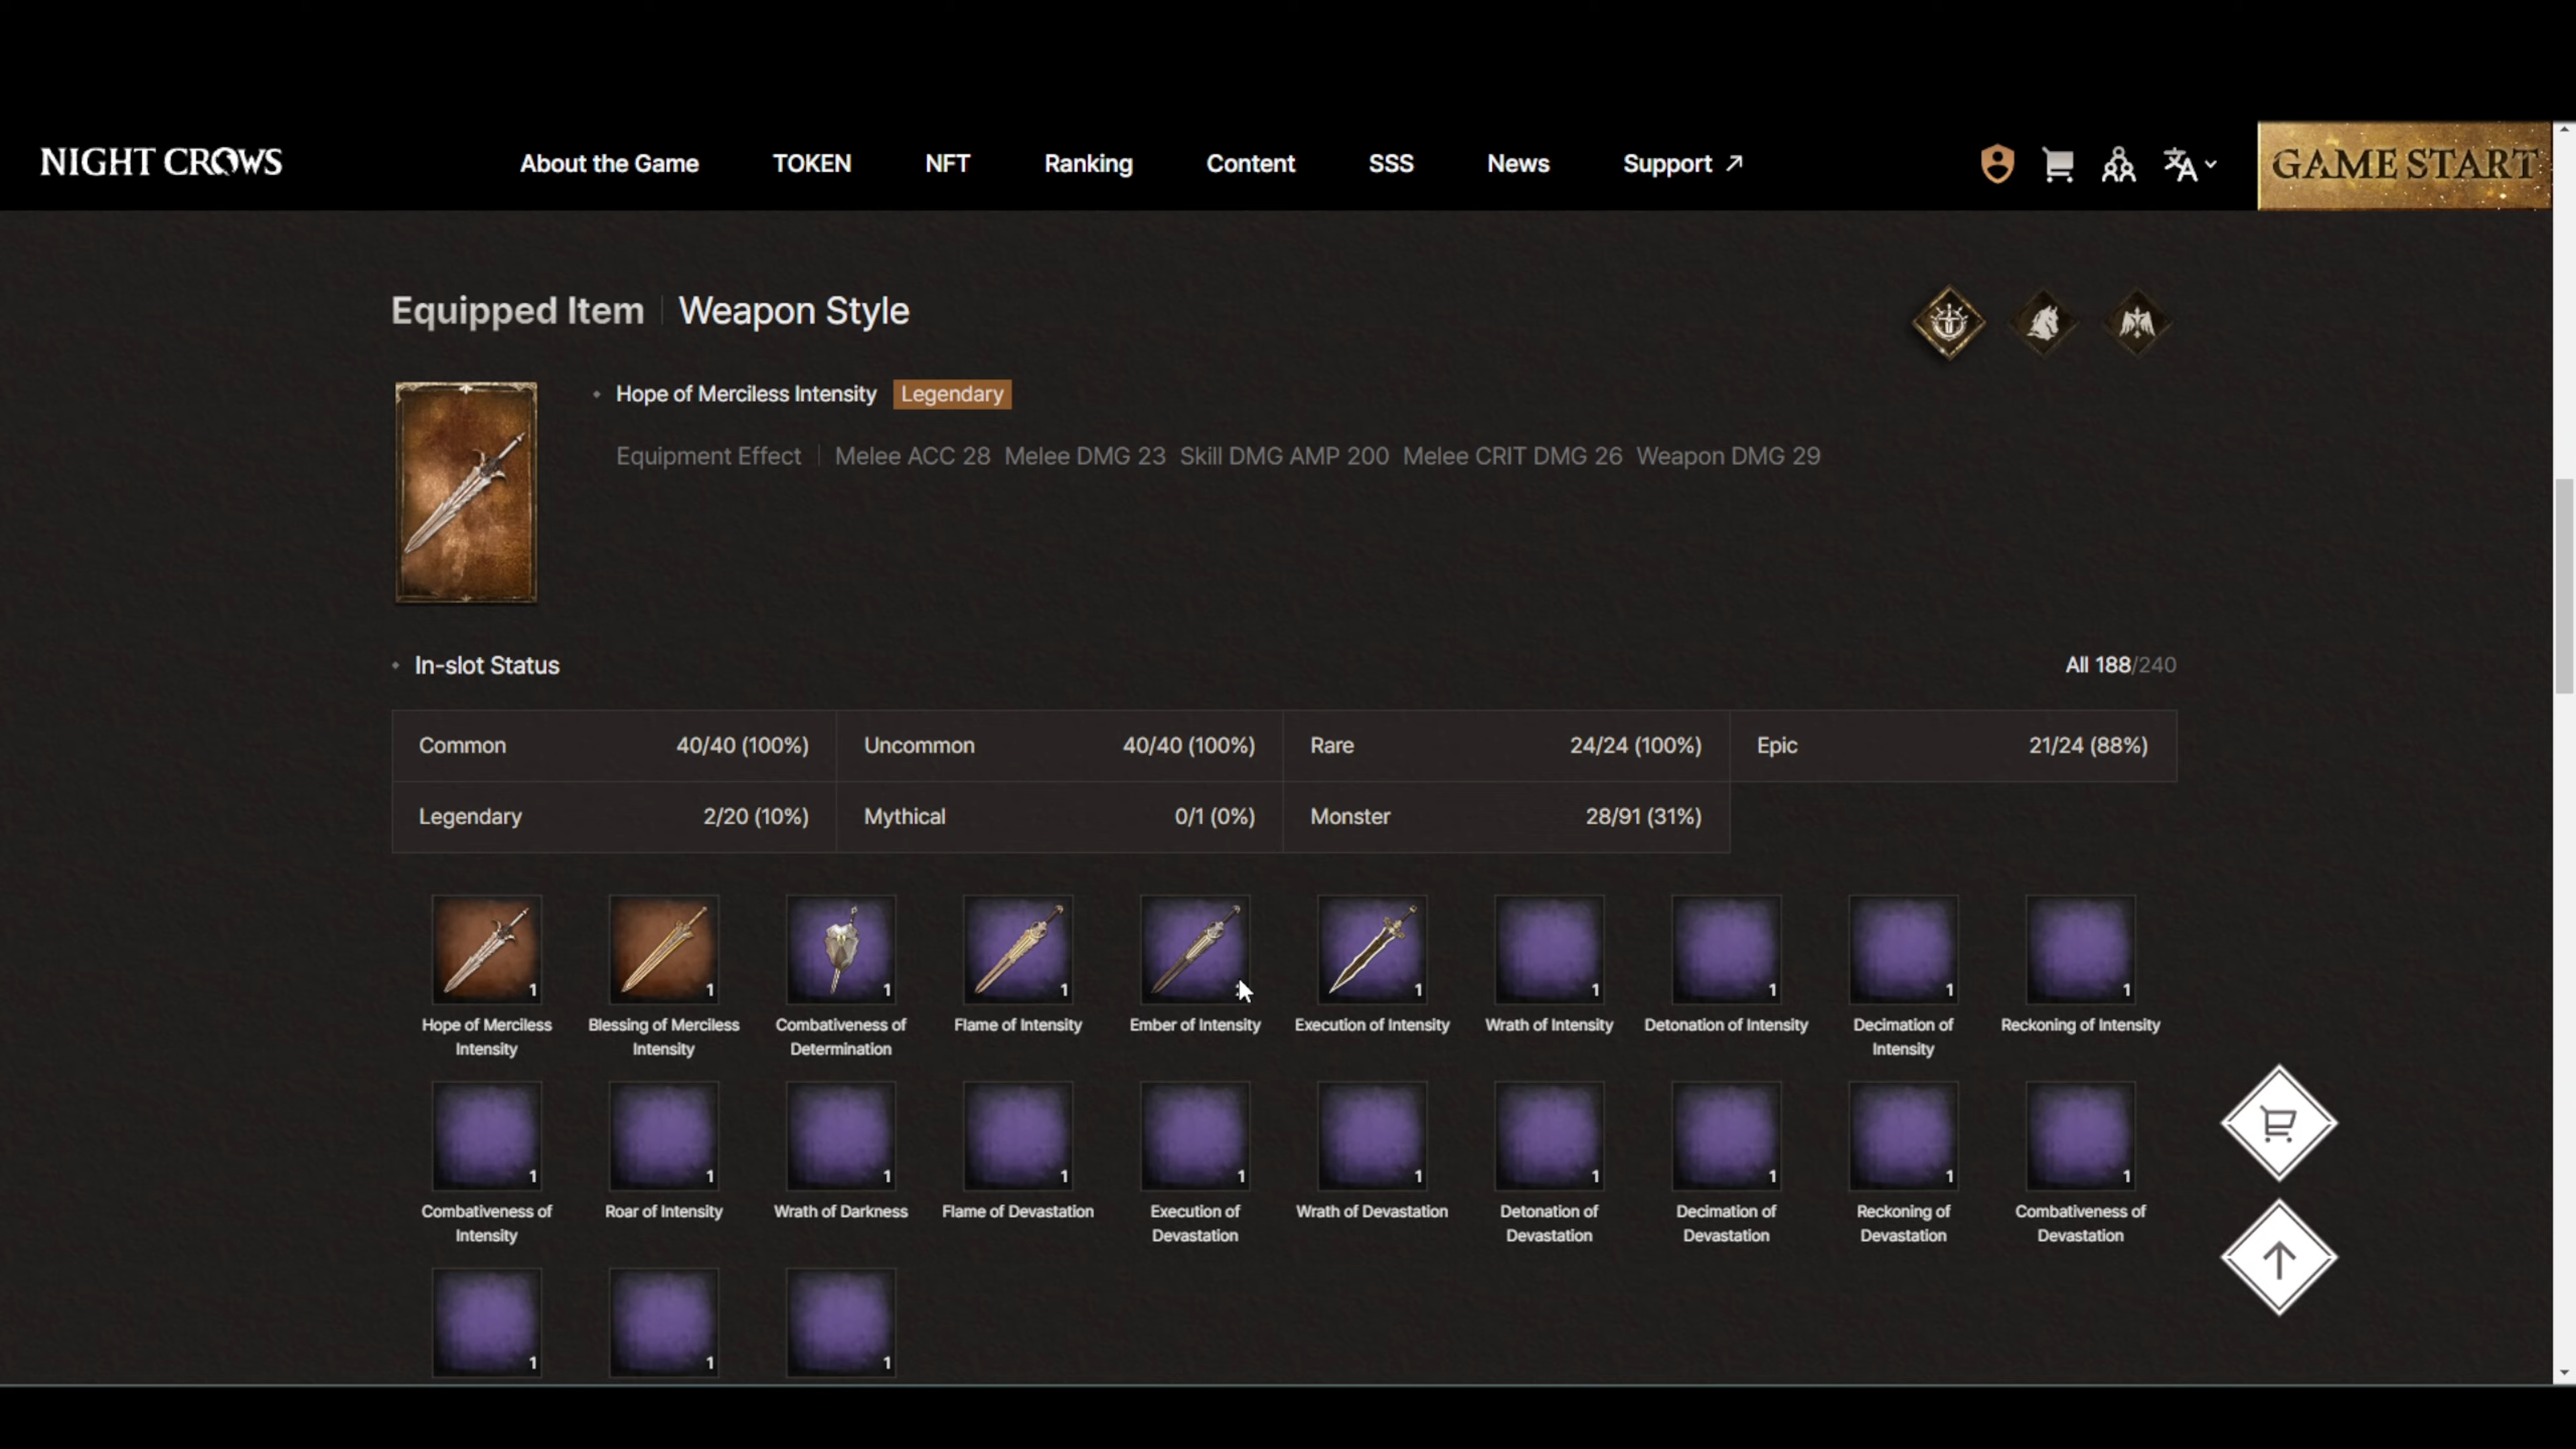 NIGHT CROWS
About the Game TOKEN NFT Ranking Content SSS News Support
GAME START
Equipped Item Weapon Style
Hope of Merciless Intensity Legendary
Equipment Effect Melee ACC 28 Melee DMG 23 Skill DMG AMP 200 Melee CRIT DMG 26 Weapon DMG 29
In-slot Status All 188/240
Common 40/40 (100%) Uncommon 40/40 (100%) Rare 24/24 (100%) Epic 21/24 (88%)
Legendary 2/20 (10%) Mythical 0/1 (0%) Monster 28/91 (31%)
1 1 1 1 1 1 1 1 1
Hope of Merciless Intensity
Blessing of Merciless Intensity
Combativeness of Determination
Flame of Intensity
Ember of Intensity
Execution of Intensity
Wrath of Intensity
Detonation of Intensity
Decimation of Intensity
Reckoning of Intensity
1 1 1 1 1 1 1 1 1 1
Combativeness of Intensity
Roar of Intensity
Wrath of Darkness
Flame of Devastation
Execution of Devastation
Wrath of Devastation
Detonation of Devastation
Decimation of Devastation
Reckoning of Devastation
Combativeness of Devastation
1 1 1